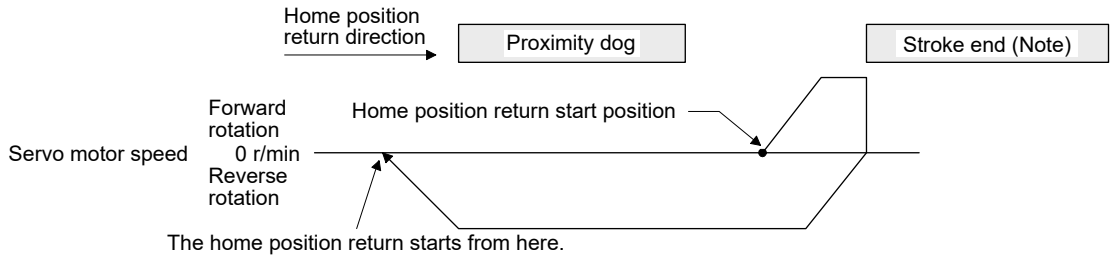 Home position
return direction
Proximity dog
Stroke end (Note)
Home position return start position
Forward
rotation
Servo motor speed 0 r/min
Reverse
rotation
The home position return starts from here.